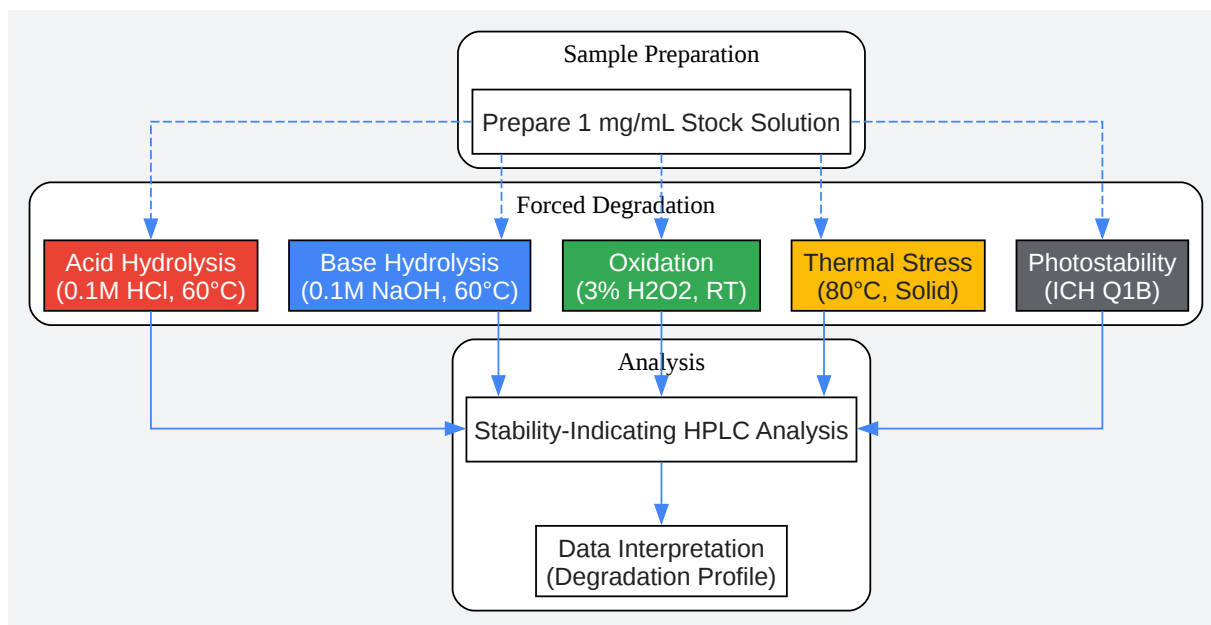 Sample Preparation
Prepare 1 mg/mL Stock Solution
Forced Degradation
Acid Hydrolysis
(0.1M HCl, 60°C)
Base Hydrolysis
(0.1M NaOH, 60°C)
Oxidation
(3% H2O2, RT)
Thermal Stress
(80°C, Solid)
Photostability
(ICH Q1B)
Analysis
Stability-Indicating HPLC Analysis
Data Interpretation
(Degradation Profile)